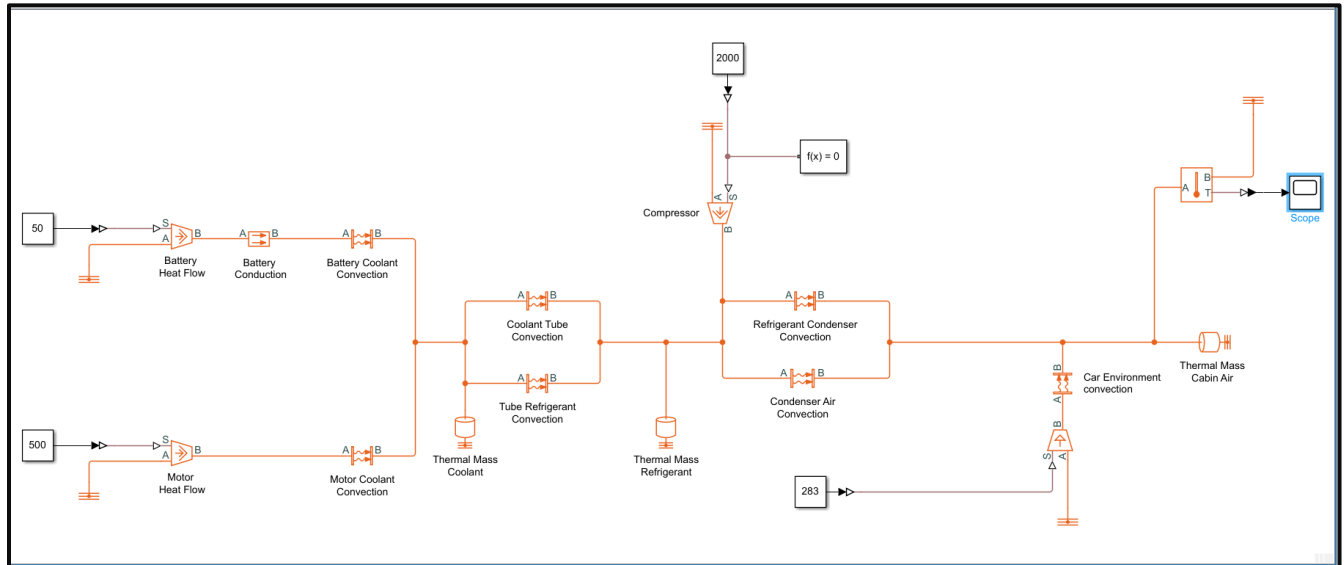 2000
f(x) = 0
A
S
Compressor
B
A
B
T
Scope
50
S
A
B
Battery
Heat Flow
A
B
Battery
Conduction
A
B
Battery Coolant
Convection
A
B
Coolant Tube
Convection
A
B
Refrigerant Condenser
Convection
A
B
Tube Refrigerant
Convection
A
B
Condenser Air
Convection
B
A
Car Environment
convection
Thermal Mass
Cabin Air
500
S
A
B
Motor
Heat Flow
A
B
Motor Coolant
Convection
Thermal Mass
Coolant
Thermal Mass
Refrigerant
B
S
A
283